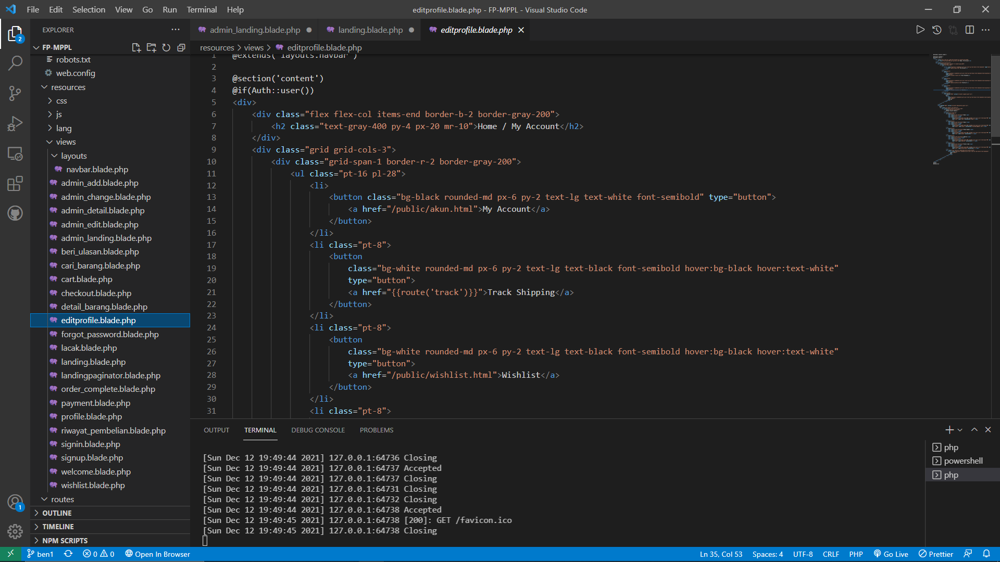 File Edit Selection View Go Run Terminal Help
editprofile.blade.php - FP-MPPL - Visual Studio Code
2
EXPLORER
FP-MPPL
robots.txt
web.config
resources
css
js
lang
views
layouts
navbar.blade.php
admin_add.blade.php
admin_change.blade.php
admin_detail.blade.php
admin_edit.blade.php
admin_landing.blade.php
beri_ulasan.blade.php
cari_barang.blade.php
cart.blade.php
checkout.blade.php
detail_barang.blade.php
editprofile.blade.php
forgot_password.blade.php
lacak.blade.php
landing.blade.php
landingpaginator.blade.php
order_complete.blade.php
payment.blade.php
profile.blade.php
riwayat_pembelian.blade.php
signin.blade.php
signup.blade.php
welcome.blade.php
wishlist.blade.php
routes
OUTLINE
TIMELINE
NPM SCRIPTS
1
admin_landing.blade.php landing.blade.php editprofile.blade.php
resources > views > editprofile.blade.php
1 @extends('layouts.navbar')
2
3 @section('content')
4 @if(Auth::user())
5 <div>
6 <div class="flex flex-col items-end border-b-2 border-gray-200">
7 <h2 class="text-gray-400 py-4 px-20 mr-10">Home / My Account</h2>
8 </div>
9 <div class="grid grid-cols-3">
10 <div class="grid-span-1 border-r-2 border-gray-200">
11 <ul class="pt-16 pl-28">
12 <li>
13 <button class="bg-black rounded-md px-6 py-2 text-lg text-white font-semibold" type="button">
14 <a href="/public/akun.html">My Account</a>
15 </button>
16 </li>
17 <li class="pt-8">
18 <button
19 class="bg-white rounded-md px-6 py-2 text-lg text-black font-semibold hover:bg-black hover:text-white"
20 type="button">
21 <a href="{{route('track')}}">Track Shipping</a>
22 </button>
23 </li>
24 <li class="pt-8">
25 <button
26 class="bg-white rounded-md px-6 py-2 text-lg text-black font-semibold hover:bg-black hover:text-white"
27 type="button">
28 <a href="/public/wishlist.html">Wishlist</a>
29 </button>
30 </li>
31 <li class="pt-8">
OUTPUT TERMINAL DEBUG CONSOLE PROBLEMS
[Sun Dec 12 19:49:44 2021] 127.0.0.1:64736 Closing
[Sun Dec 12 19:49:44 2021] 127.0.0.1:64737 Accepted
[Sun Dec 12 19:49:44 2021] 127.0.0.1:64737 Closing
[Sun Dec 12 19:49:44 2021] 127.0.0.1:64731 Closing
[Sun Dec 12 19:49:44 2021] 127.0.0.1:64732 Closing
[Sun Dec 12 19:49:44 2021] 127.0.0.1:64738 Accepted
[Sun Dec 12 19:49:45 2021] 127.0.0.1:64738 [200]: GET /favicon.ico
[Sun Dec 12 19:49:45 2021] 127.0.0.1:64738 Closing
php
powershell
php
ben1 0 0 Open In Browser
Ln 35, Col 53 Spaces: 4 UTF-8 CRLF PHP Go Live Prettier